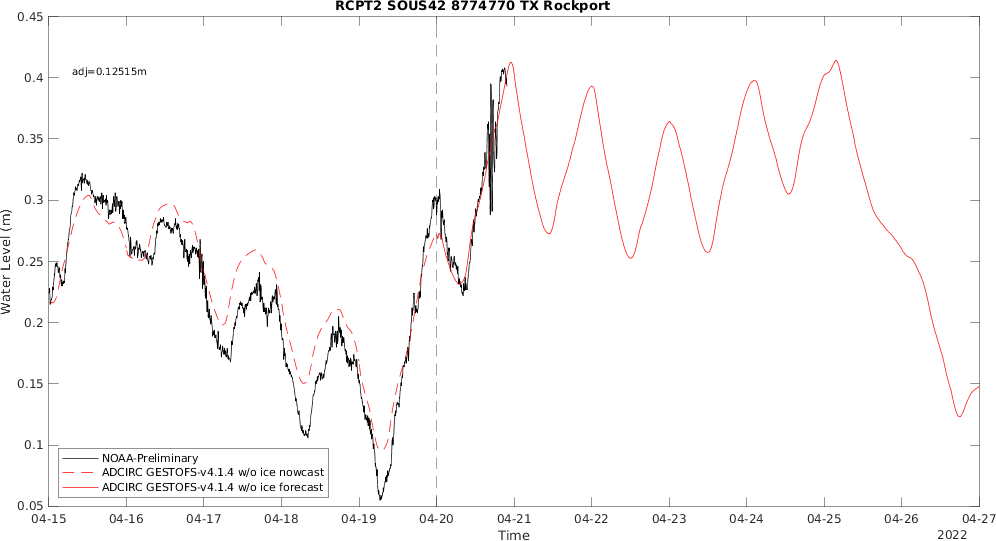 RCPT2 SOUS42 8774770 TX Rockport
0.45
0.4
0.35
0.3
0.25
0.2
0.15
0.1
0.05
Water Level (m)
adj=0.12515m
NOAA-Preliminary
ADCIRC GESTOFS-v4.1.4 w/o ice nowcast
ADCIRC GESTOFS-v4.1.4 w/o ice forecast
04-15 04-16 04-17 04-18 04-19 04-20 04-21 04-22 04-23 04-24 04-25 04-26 04-27
Time
2022